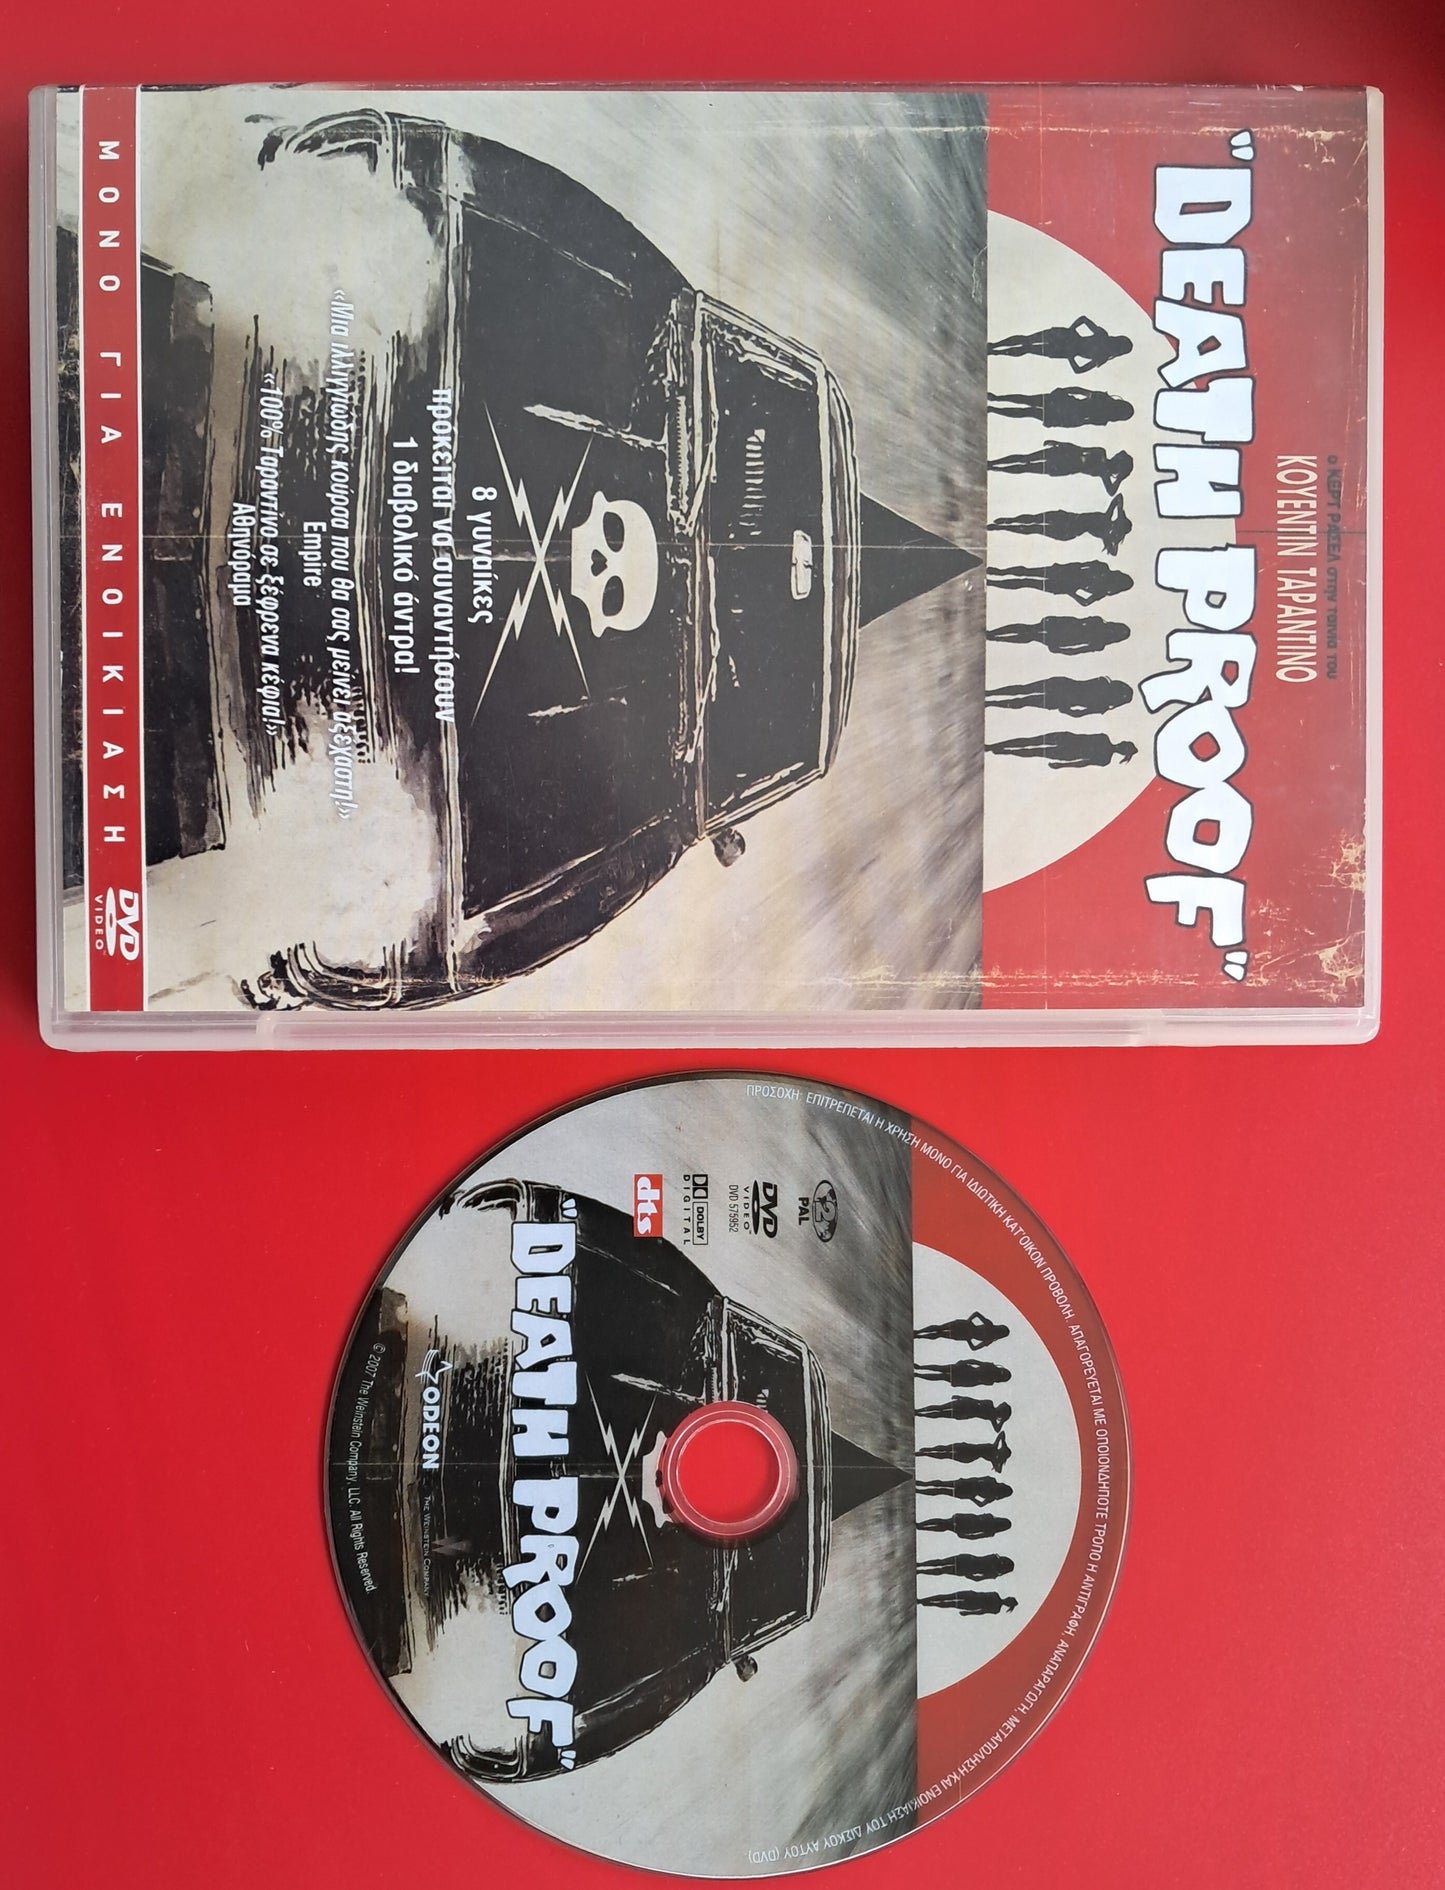 ο ΚΕΡΤ ΡΑΣΕΛ στην ταινία του
ΚΟΥΕΝΤΙΝ ΤΑΡΑΝΤΙΝΟ
"DEATH PROOF"
8 γυναίκες
πρόκειται να συναντήσουν
1 διαβολικό άντρα!
«Μια ιλιγγιώδης κούρσα που θα σας μείνει αξέχαστη!»
Empire
«100% Ταραντίνο σε ξέφρενα κέφια!»
Αθηνόραμα
ΜΟΝΟ ΓΙΑ ΕΝΟΙΚΙΑΣΗ
DVD
VIDEO
ΠΡΟΣΟΧΗ: ΕΠΙΤΡΕΠΕΤΑΙ Η ΧΡΗΣΗ ΜΟΝΟ ΓΙΑ ΙΔΙΩΤΙΚΗ ΚΑΤ'ΟΙΚΟΝ ΠΡΟΒΟΛΗ. ΑΠΑΓΟΡΕΥΕΤΑΙ ΜΕ ΟΠΟΙΟΝΔΗΠΟΤΕ ΤΡΟΠΟ Η ΑΝΤΙΓΡΑΦΗ, ΑΝΑΠΑΡΑΓΩΓΗ, ΜΕΤΑΠΩΛΗΣΗ ΚΑΙ ΕΝΟΙΚΙΑΣΗ ΤΟΥ ΔΙΣΚΟΥ ΑΥΤΟΥ (DVD)
2
PAL
DVD
VIDEO
DVD 575952
DOLBY
DIGITAL
dts
"DEATH PROOF"
ODEON
THE WEINSTEIN COMPANY
© 2007 The Weinstein Company, LLC. All Rights Reserved.